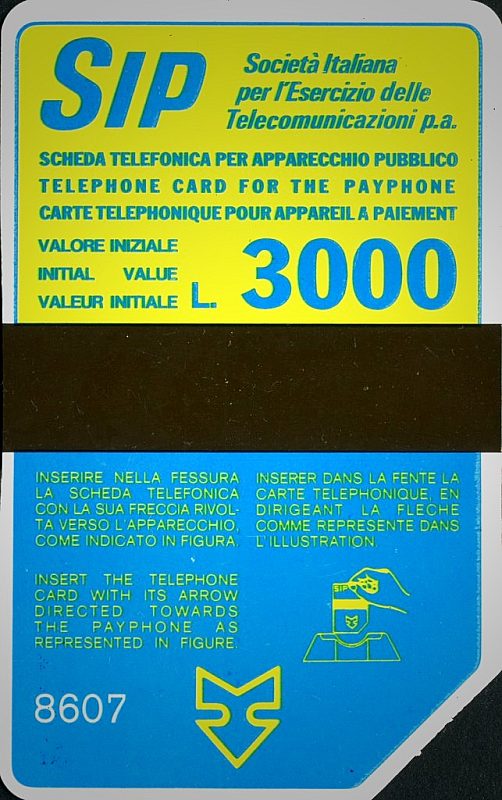 SIP
Società Italiana
per l'Esercizio delle
Telecomunicazioni p.a.
SCHEDA TELEFONICA PER APPARECCHIO PUBBLICO
TELEPHONE CARD FOR THE PAYPHONE
CARTE TELEPHONIQUE POUR APPAREIL A PAIEMENT
VALORE INIZIALE
INITIAL VALUE
VALEUR INITIALE L. 3000
INSERIRE NELLA FESSURA
LA SCHEDA TELEFONICA
CON LA SUA FRECCIA RIVOL-
TA VERSO L'APPARECCHIO,
COME INDICATO IN FIGURA.
INSERER DANS LA FENTE LA
CARTE TELEPHONIQUE, EN
DIRIGEANT LA FLECHE
COMME REPRESENTE DANS
L'ILLUSTRATION.
INSERT THE TELEPHONE
CARD WITH ITS ARROW
DIRECTED TOWARDS
THE PAYPHONE AS
REPRESENTED IN FIGURE.
SIP
8607